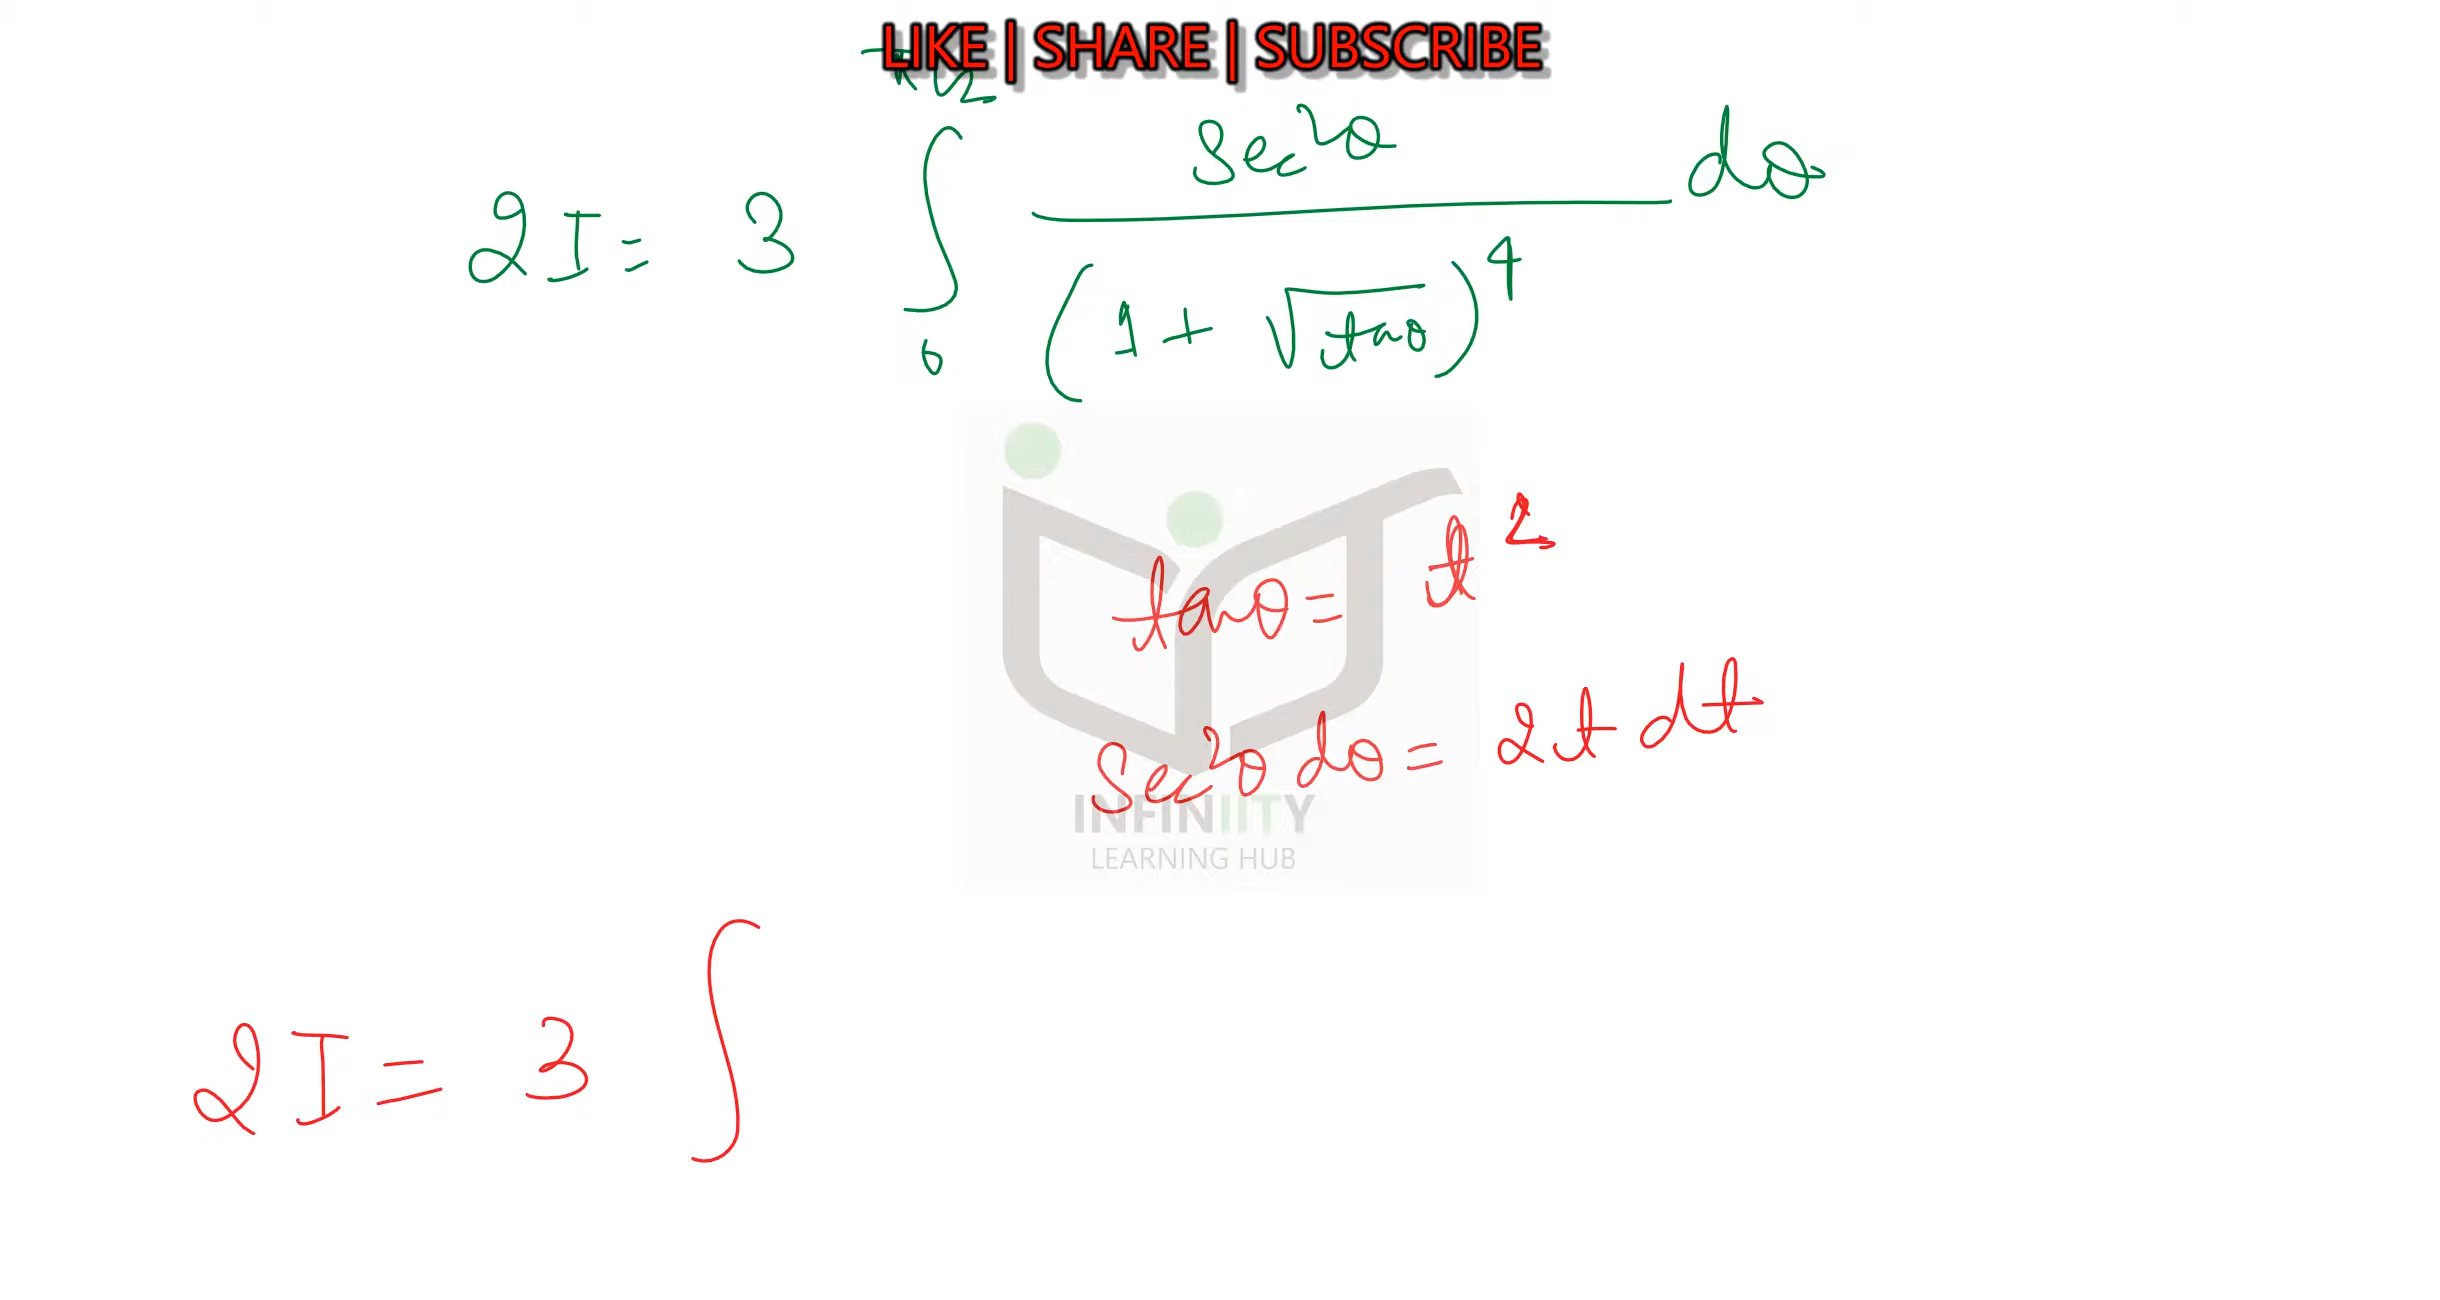 LIKE | SHARE | SUBSCRIBE
π/2
sec²θ
2I = 3 ∫ dθ
0 (1 + √tanθ)⁴
tanθ = t²
sec²θ dθ = 2t dt
INFINIITY
LEARNING HUB
2I = 3 ∫